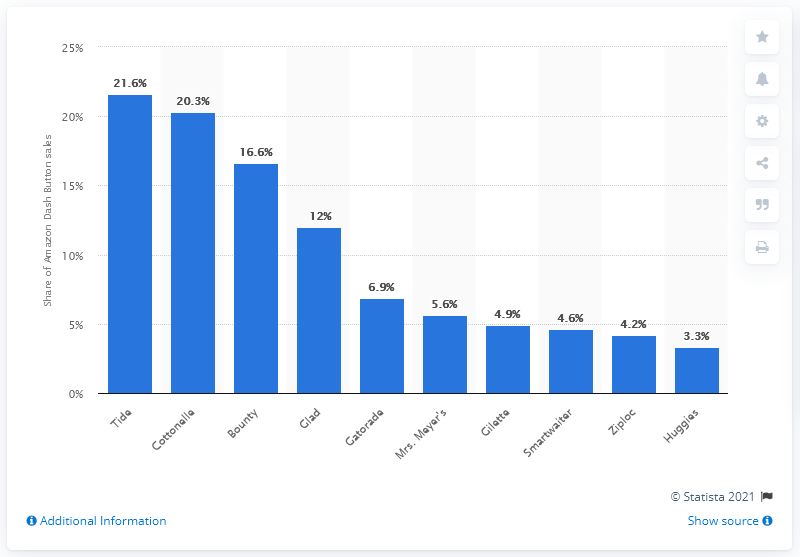 25%
20%
15%
10%
5%
0%
Share of Amazon Dash Button sales
21.6%
20.3%
16.6%
12%
6.9%
5.6%
4.9%
4.6%
4.2%
3.3%
Tide
Cottonelle
Bounty
Glad
Gatorade
Mrs. Meyer's
Gillette
Smartwaiter
Ziploc
Huggies
© Statista 2021
Additional Information
Show source